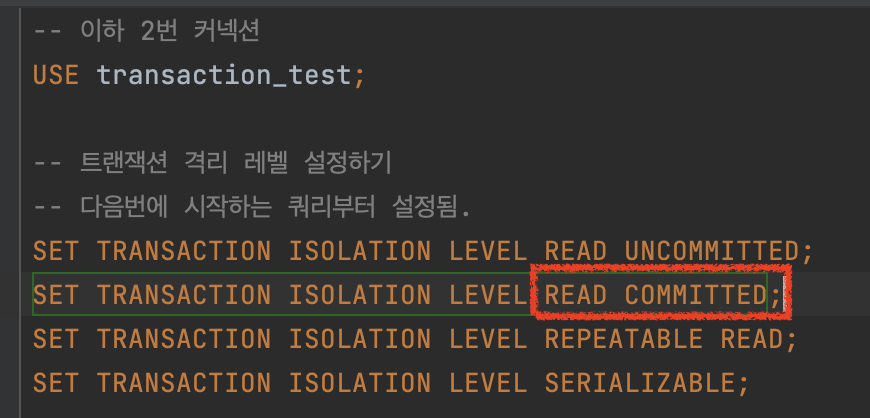 -- 이하 2번 커넥션
USE transaction_test;
-- 트랜잭션 격리 레벨 설정하기
-- 다음번에 시작하는 쿼리부터 설정됨.
SET TRANSACTION ISOLATION LEVEL READ UNCOMMITTED;
SET TRANSACTION ISOLATION LEVEL READ COMMITTED;
SET TRANSACTION ISOLATION LEVEL REPEATABLE READ;
SET TRANSACTION ISOLATION LEVEL SERIALIZABLE;